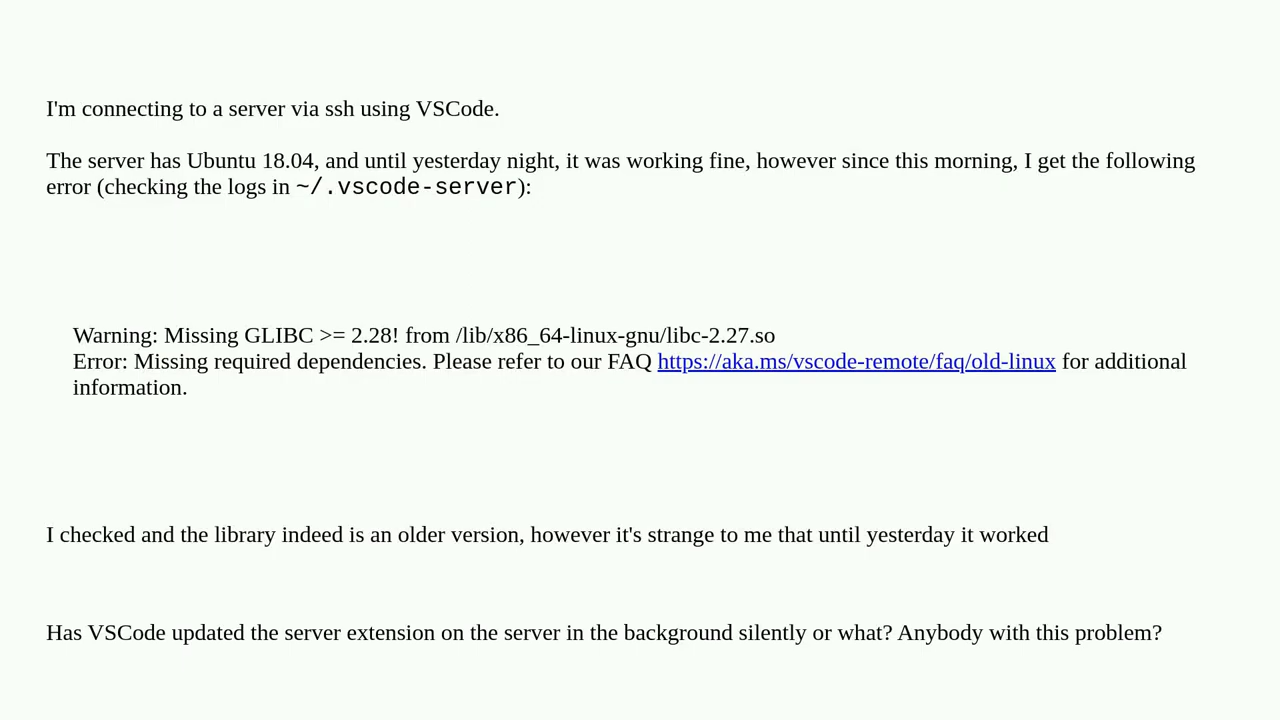 I'm connecting to a server via ssh using VSCode.
The server has Ubuntu 18.04, and until yesterday night, it was working fine, however since this morning, I get the following
error (checking the logs in ~/.vscode-server):
Warning: Missing GLIBC >= 2.28! from /lib/x86_64-linux-gnu/libc-2.27.so
Error: Missing required dependencies. Please refer to our FAQ https://aka.ms/vscode-remote/faq/old-linux for additional
information.
I checked and the library indeed is an older version, however it's strange to me that until yesterday it worked
Has VSCode updated the server extension on the server in the background silently or what? Anybody with this problem?